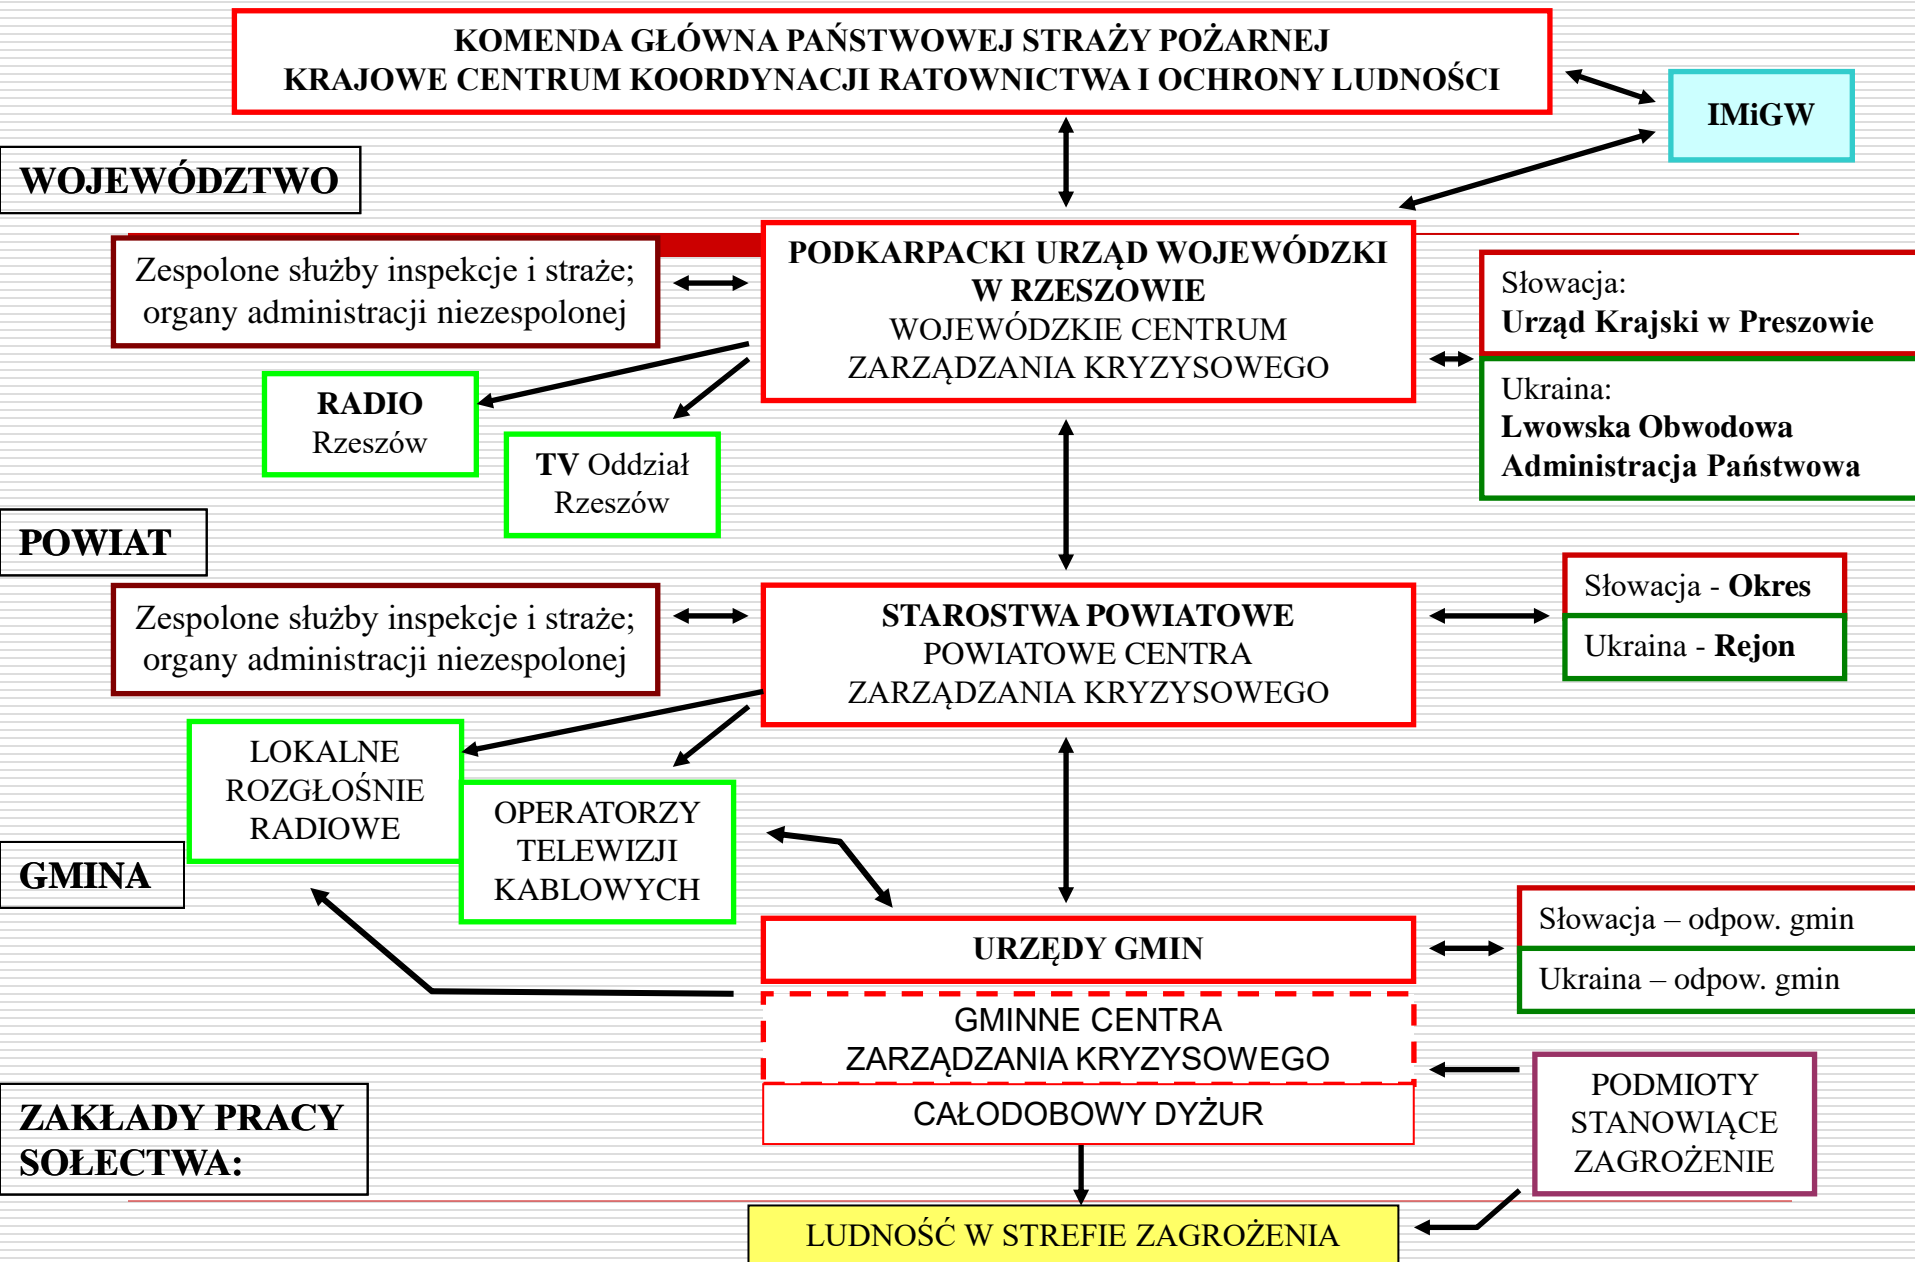 KOMENDA GŁÓWNA PAŃSTWOWEJ STRAŻY POŻARNEJ
KRAJOWE CENTRUM KOORDYNACJI RATOWNICTWA I OCHRONY LUDNOŚCI
IMiGW
WOJEWÓDZTWO
Zespolone służby inspekcje i straże;
organy administracji niezespolonej
PODKARPACKI URZĄD WOJEWÓDZKI
W RZESZOWIE
WOJEWÓDZKIE CENTRUM
ZARZĄDZANIA KRYZYSOWEGO
Słowacja:
Urząd Krajski w Preszowie
Ukraina:
Lwowska Obwodowa
Administracja Państwowa
RADIO
Rzeszów
TV Oddział
Rzeszów
POWIAT
Zespolone służby inspekcje i straże;
organy administracji niezespolonej
STAROSTWA POWIATOWE
POWIATOWE CENTRA
ZARZĄDZANIA KRYZYSOWEGO
Słowacja - Okres
Ukraina - Rejon
LOKALNE
ROZGŁOŚNIE
RADIOWE
OPERATORZY
TELEWIZJI
KABLOWYCH
GMINA
URZĘDY GMIN
Słowacja – odpow. gmin
Ukraina – odpow. gmin
GMINNE CENTRA
ZARZĄDZANIA KRYZYSOWEGO
CAŁODOBOWY DYŻUR
PODMIOTY
STANOWIĄCE
ZAGROŻENIE
ZAKŁADY PRACY
SOŁECTWA:
LUDNOŚĆ W STREFIE ZAGROŻENIA